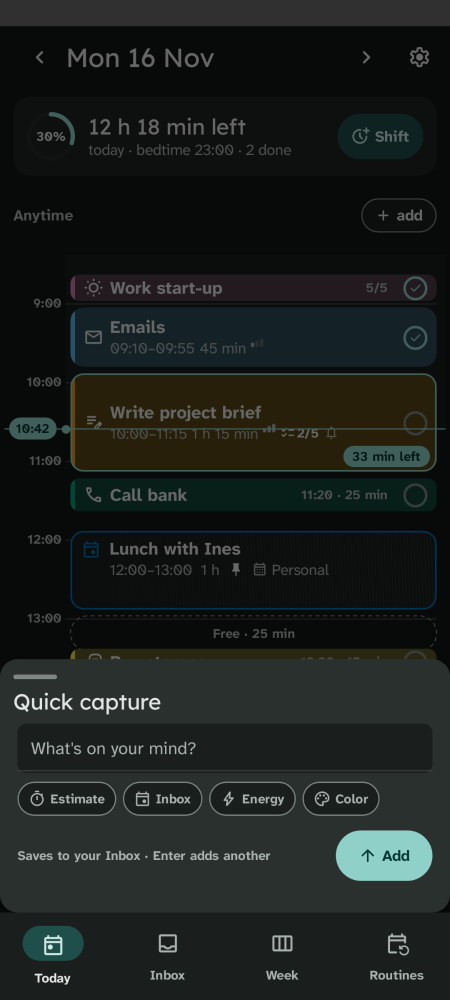 Mon 16 Nov
30%
12 h 18 min left
today · bedtime 23:00 · 2 done
Shift
Anytime
+ add
Work start-up
5/5
9:00
Emails
09:10–09:55 45 min
10:00
Write project brief
10:42
10:00–11:15 1 h 15 min 2/5
33 min left
11:00
Call bank
11:20 · 25 min
12:00
Lunch with Ines
12:00–13:00 1 h Personal
13:00
Free · 25 min
Quick capture
What's on your mind?
Estimate
Inbox
Energy
Color
Saves to your Inbox · Enter adds another
Add
Today
Inbox
Week
Routines